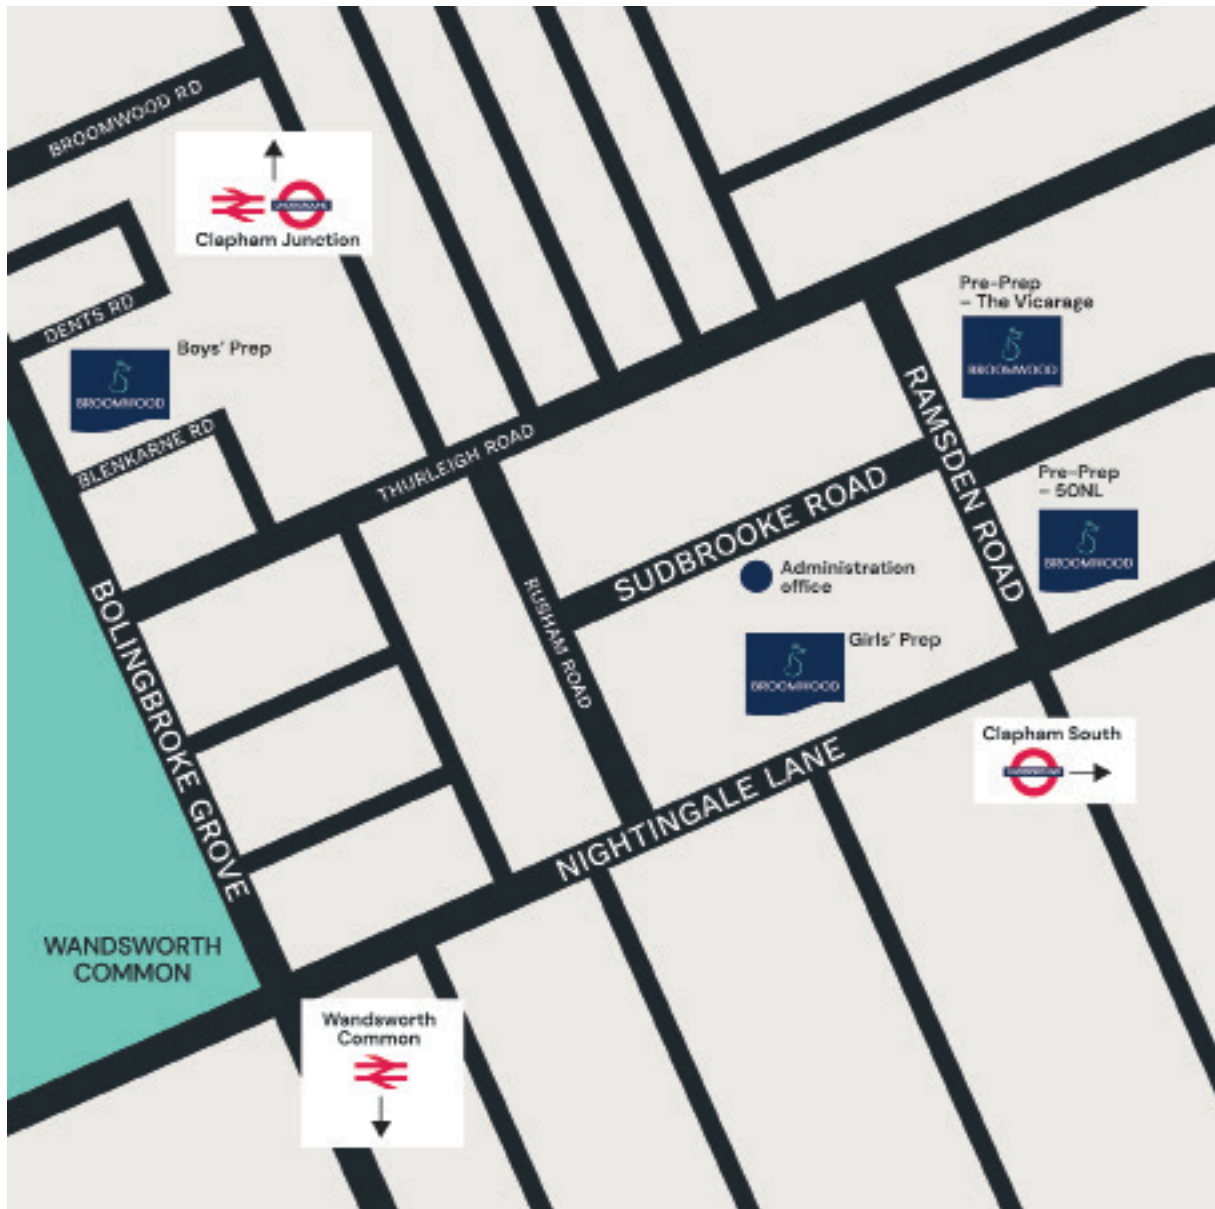 BROOMWOOD RD
Clapham Junction
DENTS RD
Boys' Prep
BROOMWOOD
BLENKARNE RD
THURLEIGH ROAD
Pre-Prep
– The Vicarage
BROOMWOOD
RAMSDEN ROAD
Pre-Prep
– 50NL
BROOMWOOD
SUDBROOKE ROAD
Administration
office
RUSHAM ROAD
Girls' Prep
BROOMWOOD
BOLINGBROKE GROVE
NIGHTINGALE LANE
Clapham South
WANDSWORTH
COMMON
Wandsworth
Common